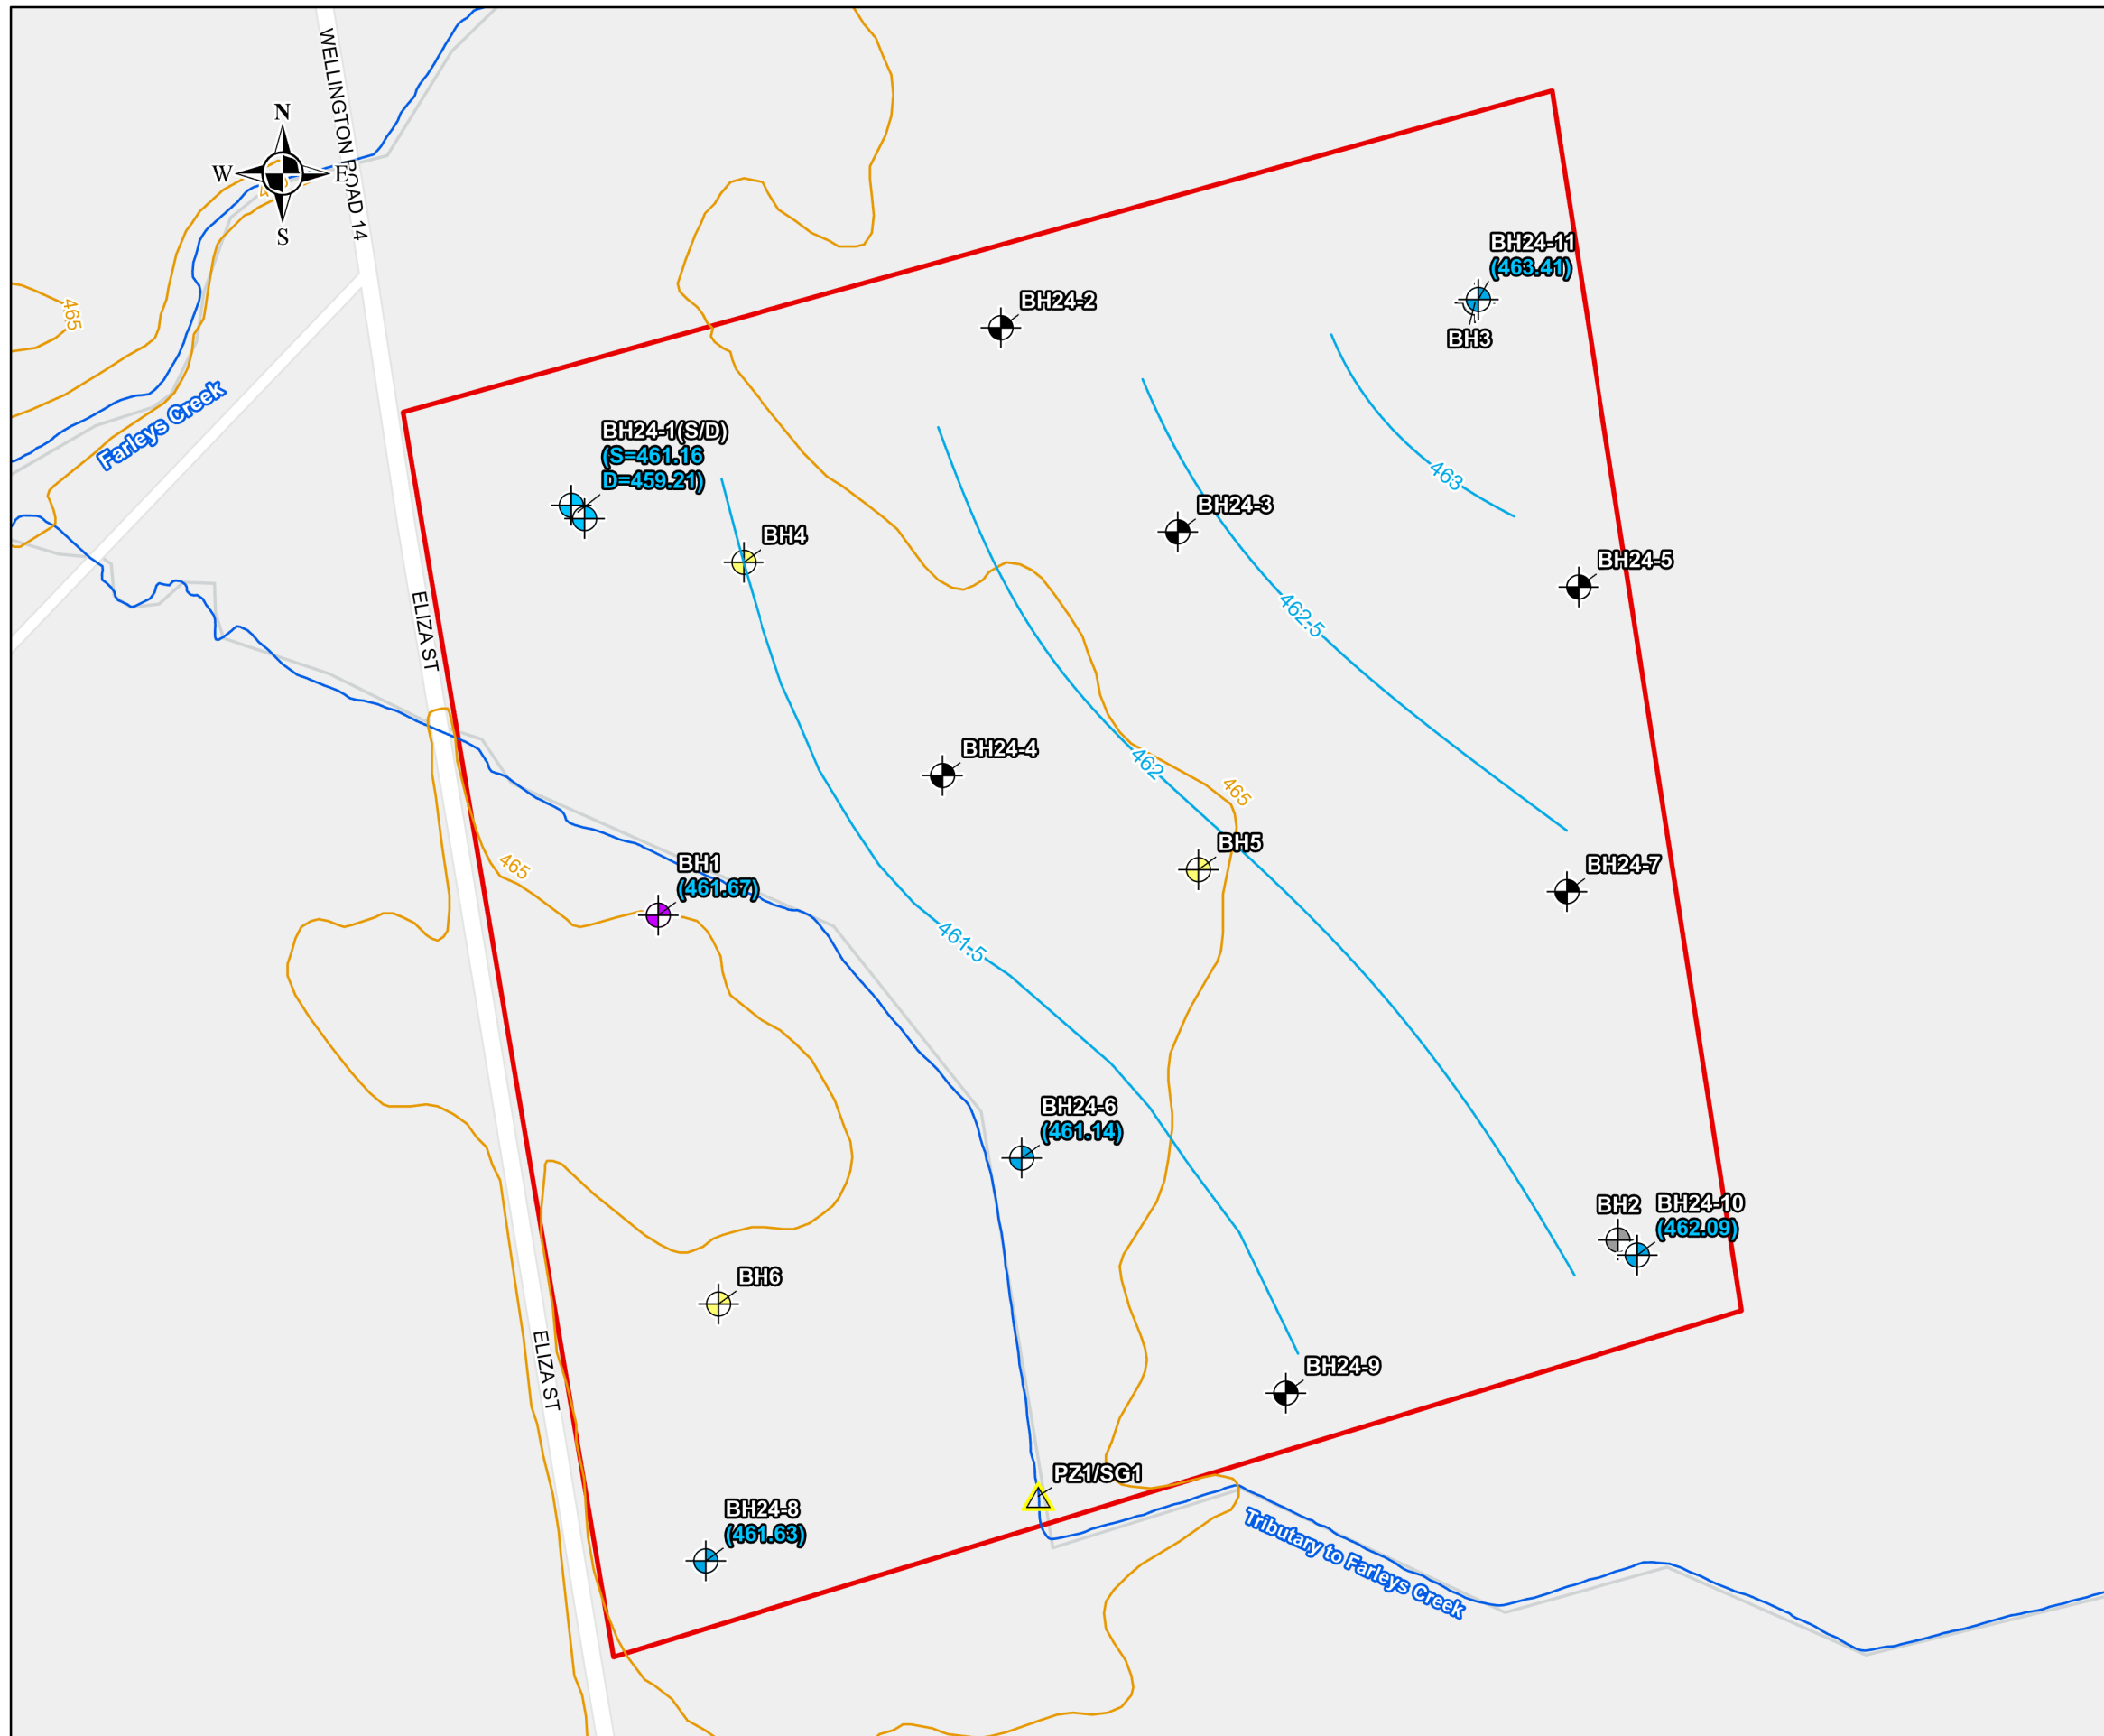 WELLINGTON ROAD 14
N
W
E
S
BH24-11
(463.41)
BH3
BH24-2
465
Farleys Creek
BH24-1(S/D)
(S=461.16
D=459.21)
463
BH24-3
BH4
BH24-5
ELIZA ST
462.5
BH24-4
462
465
BH5
465
BH1
(461.67)
BH24-7
461.5
BH24-6
(461.14)
BH2
BH24-10
(462.09)
BH6
ELIZA ST
BH24-9
PZ1/SG1
BH24-8
(461.63)
Tributary to Farleys Creek